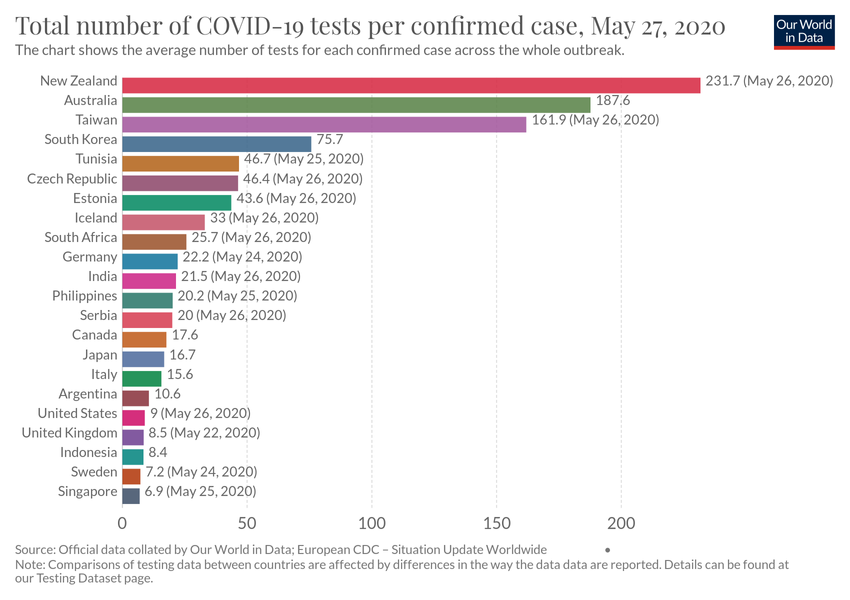 Total number of COVID-19 tests per confirmed case, May 27, 2020
Our World
in Data
The chart shows the average number of tests for each confirmed case across the whole outbreak.
New Zealand 231.7 (May 26, 2020)
Australia 187.6
Taiwan 161.9 (May 26, 2020)
South Korea 75.7
Tunisia 46.7 (May 25, 2020)
Czech Republic 46.4 (May 26, 2020)
Estonia 43.6 (May 26, 2020)
Iceland 33 (May 26, 2020)
South Africa 25.7 (May 26, 2020)
Germany 22.2 (May 24, 2020)
India 21.5 (May 26, 2020)
Philippines 20.2 (May 25, 2020)
Serbia 20 (May 26, 2020)
Canada 17.6
Japan 16.7
Italy 15.6
Argentina 10.6
United States 9 (May 26, 2020)
United Kingdom 8.5 (May 22, 2020)
Indonesia 8.4
Sweden 7.2 (May 24, 2020)
Singapore 6.9 (May 25, 2020)
0 50 100 150 200
Source: Official data collated by Our World in Data; European CDC – Situation Update Worldwide •
Note: Comparisons of testing data between countries are affected by differences in the way the data data are reported. Details can be found at
our Testing Dataset page.